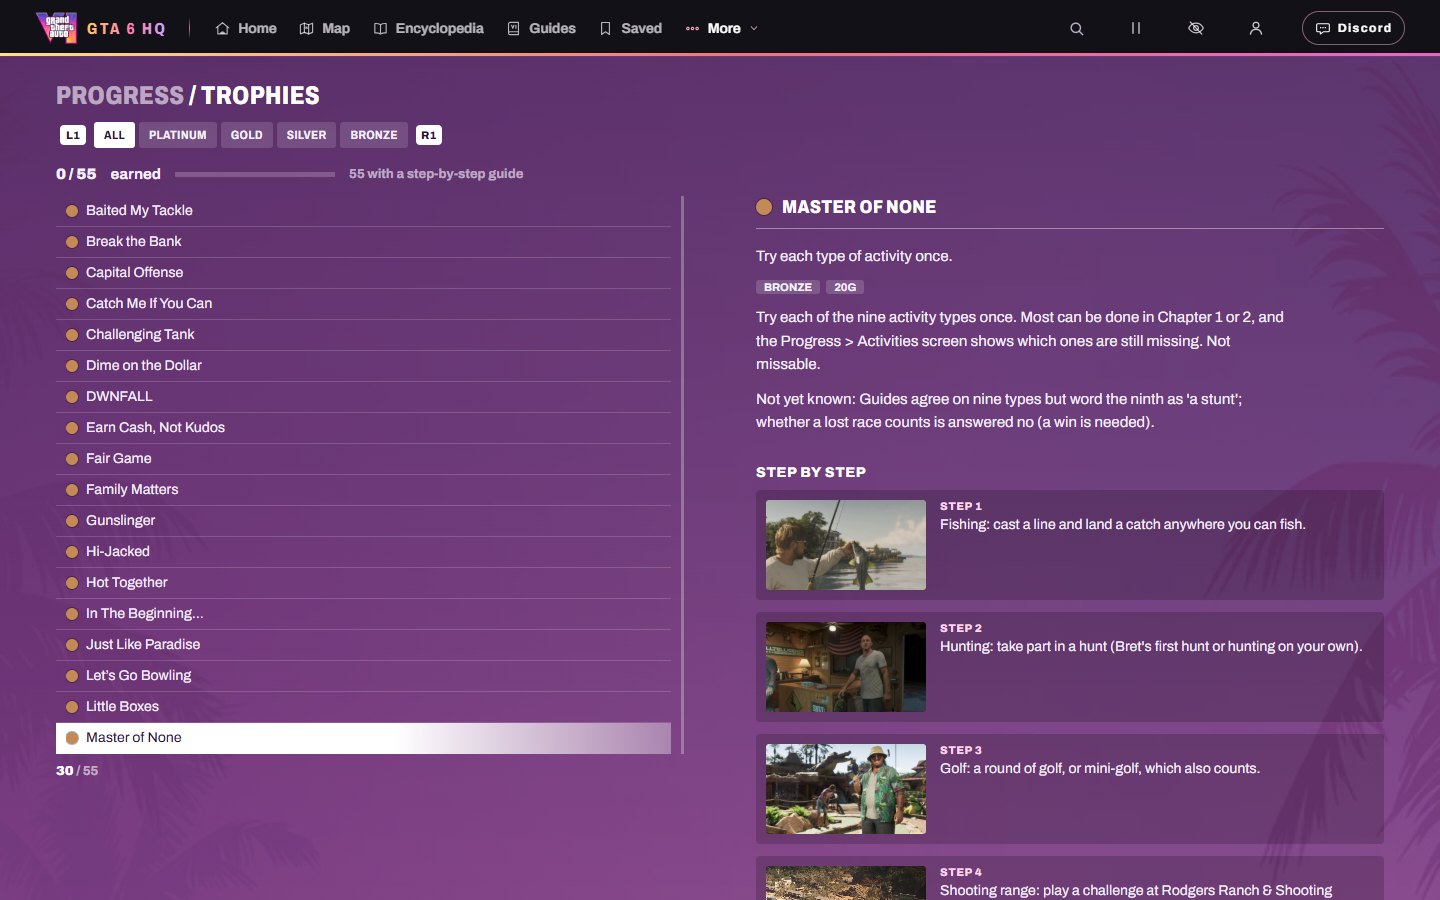 grand theft auto VI
GTA 6 HQ
Home
Map
Encyclopedia
Guides
Saved
More
Discord
PROGRESS / TROPHIES
L1
ALL
PLATINUM
GOLD
SILVER
BRONZE
R1
0 / 55 earned
55 with a step-by-step guide
Baited My Tackle
Break the Bank
Capital Offense
Catch Me If You Can
Challenging Tank
Dime on the Dollar
DWNFALL
Earn Cash, Not Kudos
Fair Game
Family Matters
Gunslinger
Hi-Jacked
Hot Together
In The Beginning...
Just Like Paradise
Let's Go Bowling
Little Boxes
Master of None
30 / 55
MASTER OF NONE
Try each type of activity once.
BRONZE
20G
Try each of the nine activity types once. Most can be done in Chapter 1 or 2, and
the Progress > Activities screen shows which ones are still missing. Not
missable.
Not yet known: Guides agree on nine types but word the ninth as 'a stunt';
whether a lost race counts is answered no (a win is needed).
STEP BY STEP
STEP 1
Fishing: cast a line and land a catch anywhere you can fish.
STEP 2
Hunting: take part in a hunt (Bret's first hunt or hunting on your own).
STEP 3
Golf: a round of golf, or mini-golf, which also counts.
STEP 4
Shooting range: play a challenge at Rodgers Ranch & Shooting